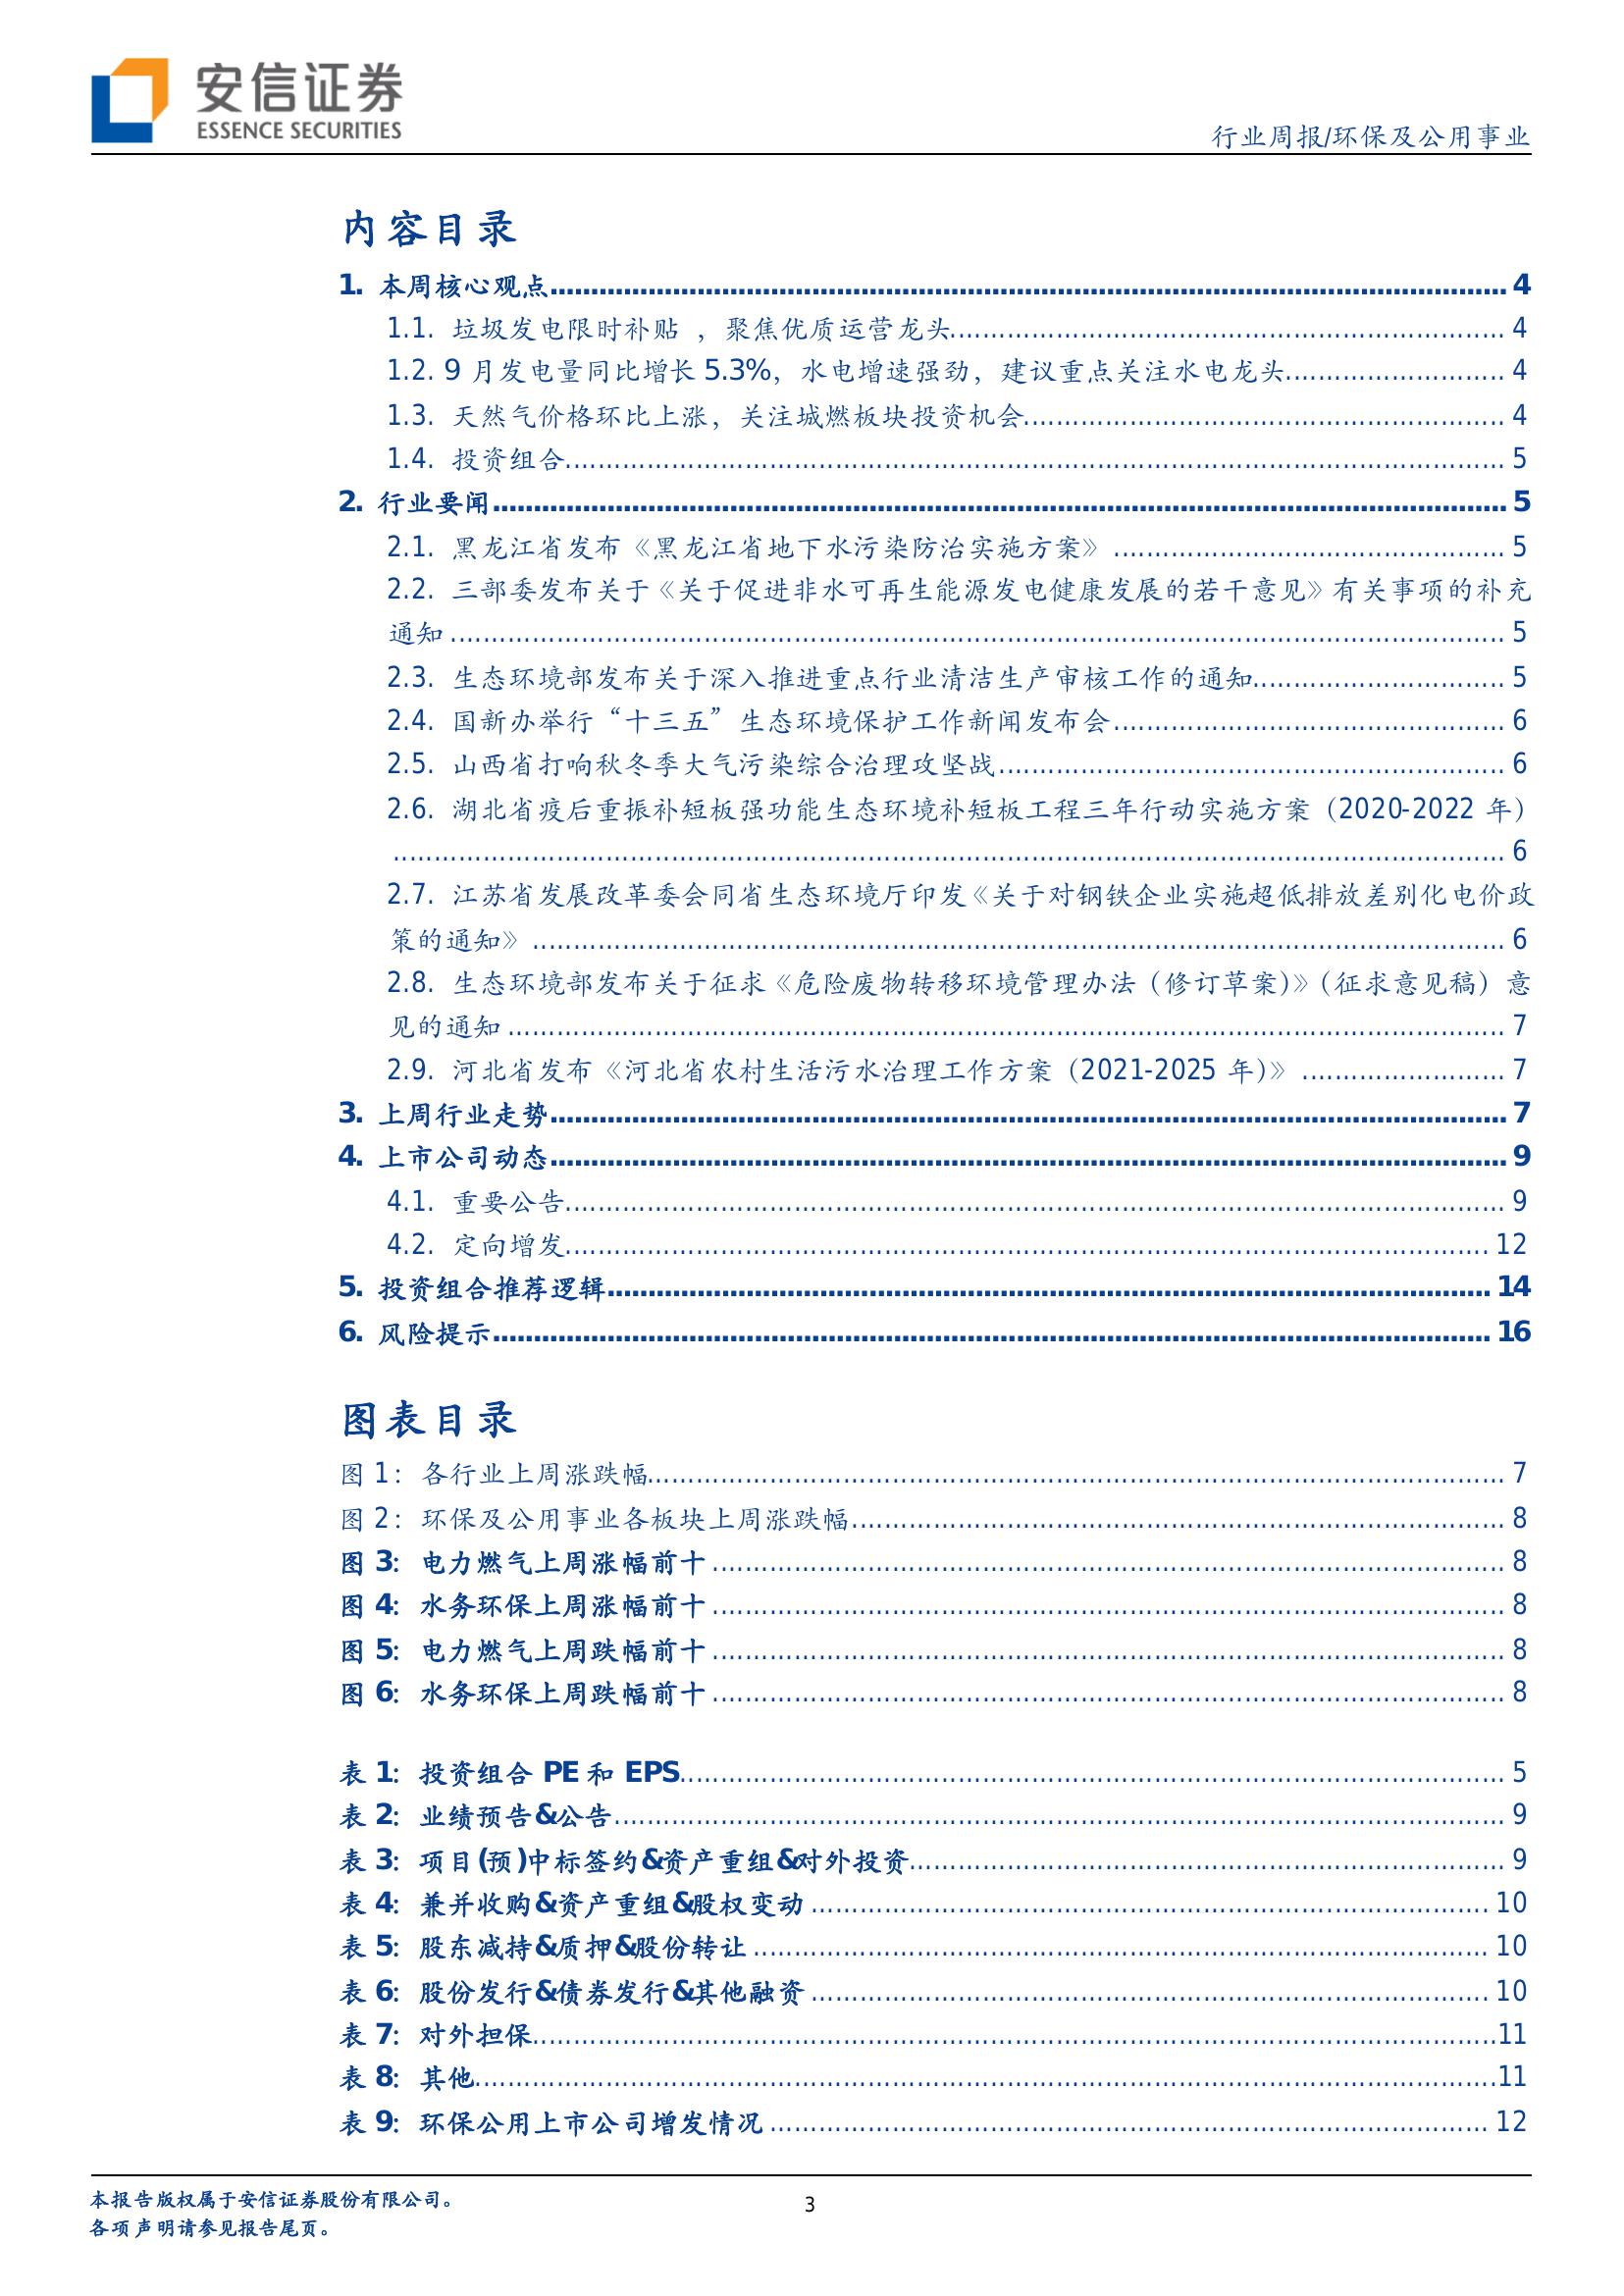 安信证券
ESSENCE SECURITIES
行业周报/环保及公用事业
内容目录
1. 本周核心观点........................................ 4
1.1. 垃圾发电限时补贴 ，聚焦优质运营龙头........................................ 4
1.2. 9 月发电量同比增长 5.3%，水电增速强劲，建议重点关注水电龙头........................................ 4
1.3. 天然气价格环比上涨，关注城燃板块投资机会........................................ 4
1.4. 投资组合........................................ 5
2. 行业要闻........................................ 5
2.1. 黑龙江省发布《黑龙江省地下水污染防治实施方案》 ........................................ 5
2.2. 三部委发布关于《关于促进非水可再生能源发电健康发展的若干意见》有关事项的补充
通知 ........................................ 5
2.3. 生态环境部发布关于深入推进重点行业清洁生产审核工作的通知........................................ 5
2.4. 国新办举行“十三五”生态环境保护工作新闻发布会........................................ 6
2.5. 山西省打响秋冬季大气污染综合治理攻坚战........................................ 6
2.6. 湖北省疫后重振补短板强功能生态环境补短板工程三年行动实施方案（2020-2022 年）
........................................ 6
2.7. 江苏省发展改革委会同省生态环境厅印发《关于对钢铁企业实施超低排放差别化电价政
策的通知》 ........................................ 6
2.8. 生态环境部发布关于征求《危险废物转移环境管理办法（修订草案)》（征求意见稿）意
见的通知 ........................................ 7
2.9. 河北省发布《河北省农村生活污水治理工作方案（2021-2025 年)》 ........................................ 7
3. 上周行业走势........................................ 7
4. 上市公司动态........................................ 9
4.1. 重要公告........................................ 9
4.2. 定向增发........................................ 12
5. 投资组合推荐逻辑........................................ 14
6. 风险提示........................................ 16
图表目录
图 1：各行业上周涨跌幅........................................ 7
图 2：环保及公用事业各板块上周涨跌幅........................................ 8
图 3：电力燃气上周涨幅前十 ........................................ 8
图 4：水务环保上周涨幅前十 ........................................ 8
图 5：电力燃气上周跌幅前十 ........................................ 8
图 6：水务环保上周跌幅前十 ........................................ 8
表 1：投资组合 PE 和 EPS........................................ 5
表 2：业绩预告&公告........................................ 9
表 3：项目(预)中标签约&资产重组&对外投资........................................ 9
表 4：兼并收购&资产重组&股权变动 ........................................ 10
表 5：股东减持&质押&股份转让 ........................................ 10
表 6：股份发行&债券发行&其他融资 ........................................ 10
表 7：对外担保........................................11
表 8：其他........................................11
表 9：环保公用上市公司增发情况 ........................................ 12
本报告版权属于安信证券股份有限公司。
各项声明请参见报告尾页。
3